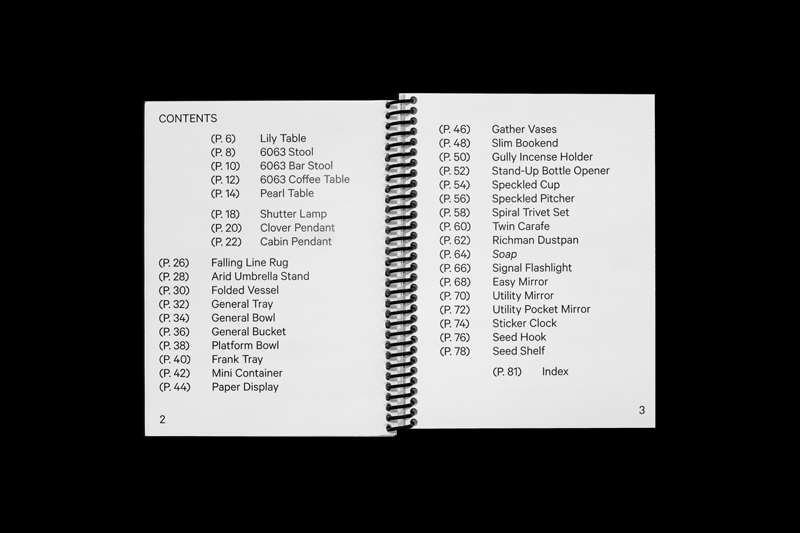 CONTENTS
(P. 6) Lily Table
(P. 8) 6063 Stool
(P. 10) 6063 Bar Stool
(P. 12) 6063 Coffee Table
(P. 14) Pearl Table
(P. 18) Shutter Lamp
(P. 20) Clover Pendant
(P. 22) Cabin Pendant
(P. 26) Falling Line Rug
(P. 28) Arid Umbrella Stand
(P. 30) Folded Vessel
(P. 32) General Tray
(P. 34) General Bowl
(P. 36) General Bucket
(P. 38) Platform Bowl
(P. 40) Frank Tray
(P. 42) Mini Container
(P. 44) Paper Display
2
(P. 46) Gather Vases
(P. 48) Slim Bookend
(P. 50) Gully Incense Holder
(P. 52) Stand-Up Bottle Opener
(P. 54) Speckled Cup
(P. 56) Speckled Pitcher
(P. 58) Spiral Trivet Set
(P. 60) Twin Carafe
(P. 62) Richman Dustpan
(P. 64) Soap
(P. 66) Signal Flashlight
(P. 68) Easy Mirror
(P. 70) Utility Mirror
(P. 72) Utility Pocket Mirror
(P. 74) Sticker Clock
(P. 76) Seed Hook
(P. 78) Seed Shelf
(P. 81) Index
3